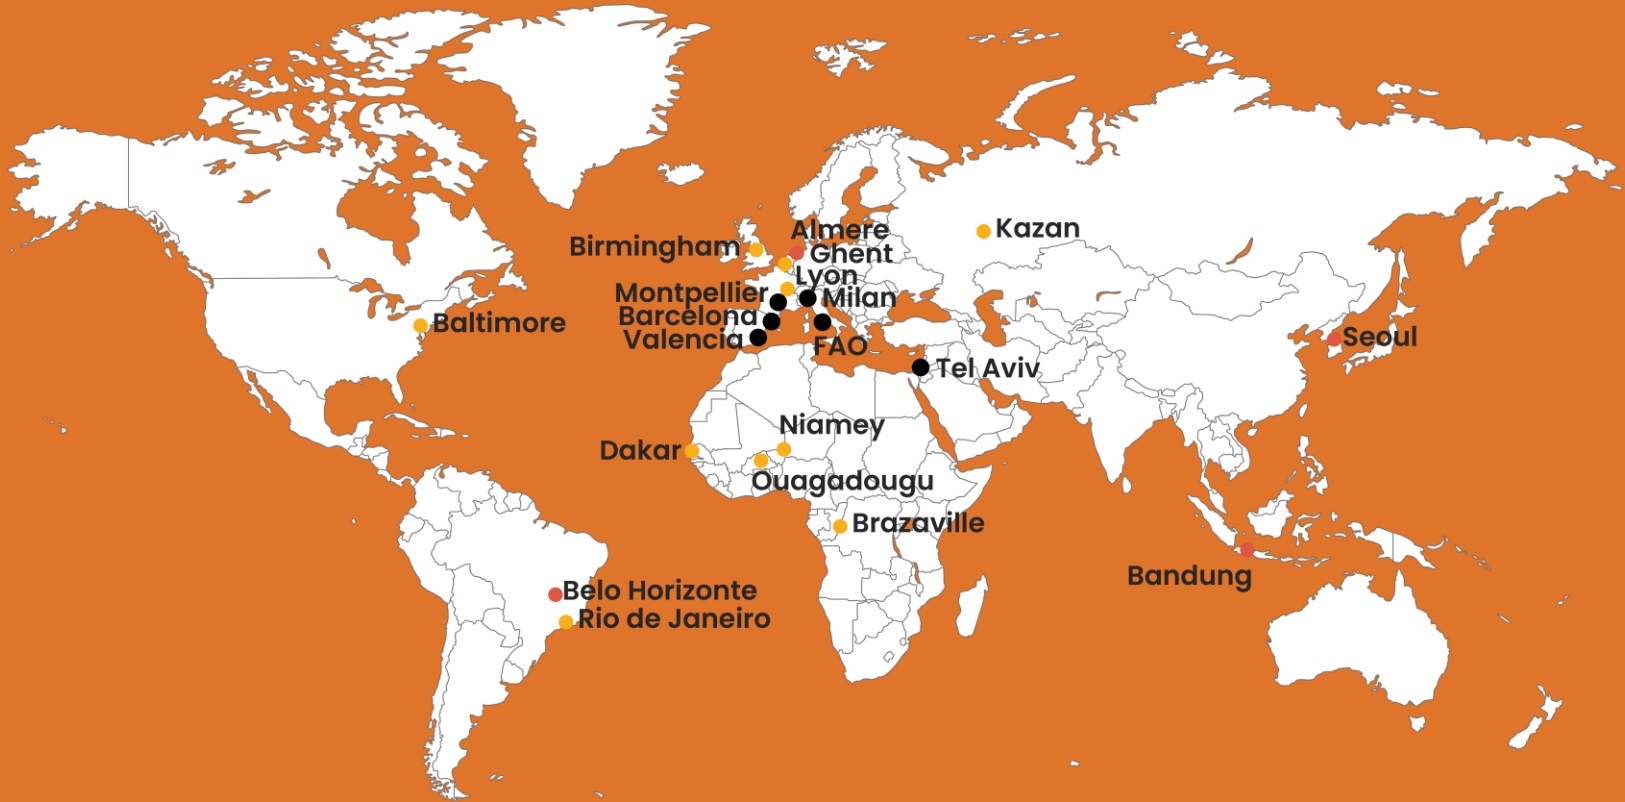 Kazan
Almere
Birmingham
Ghent
Lyon
Montpellier
Milan
Barcelona
Baltimore
Valencia
FAO
Seoul
Tel Aviv
Niamey
Dakar
Ouagadougu
Brazaville
Bandung
Belo Horizonte
Rio de Janeiro